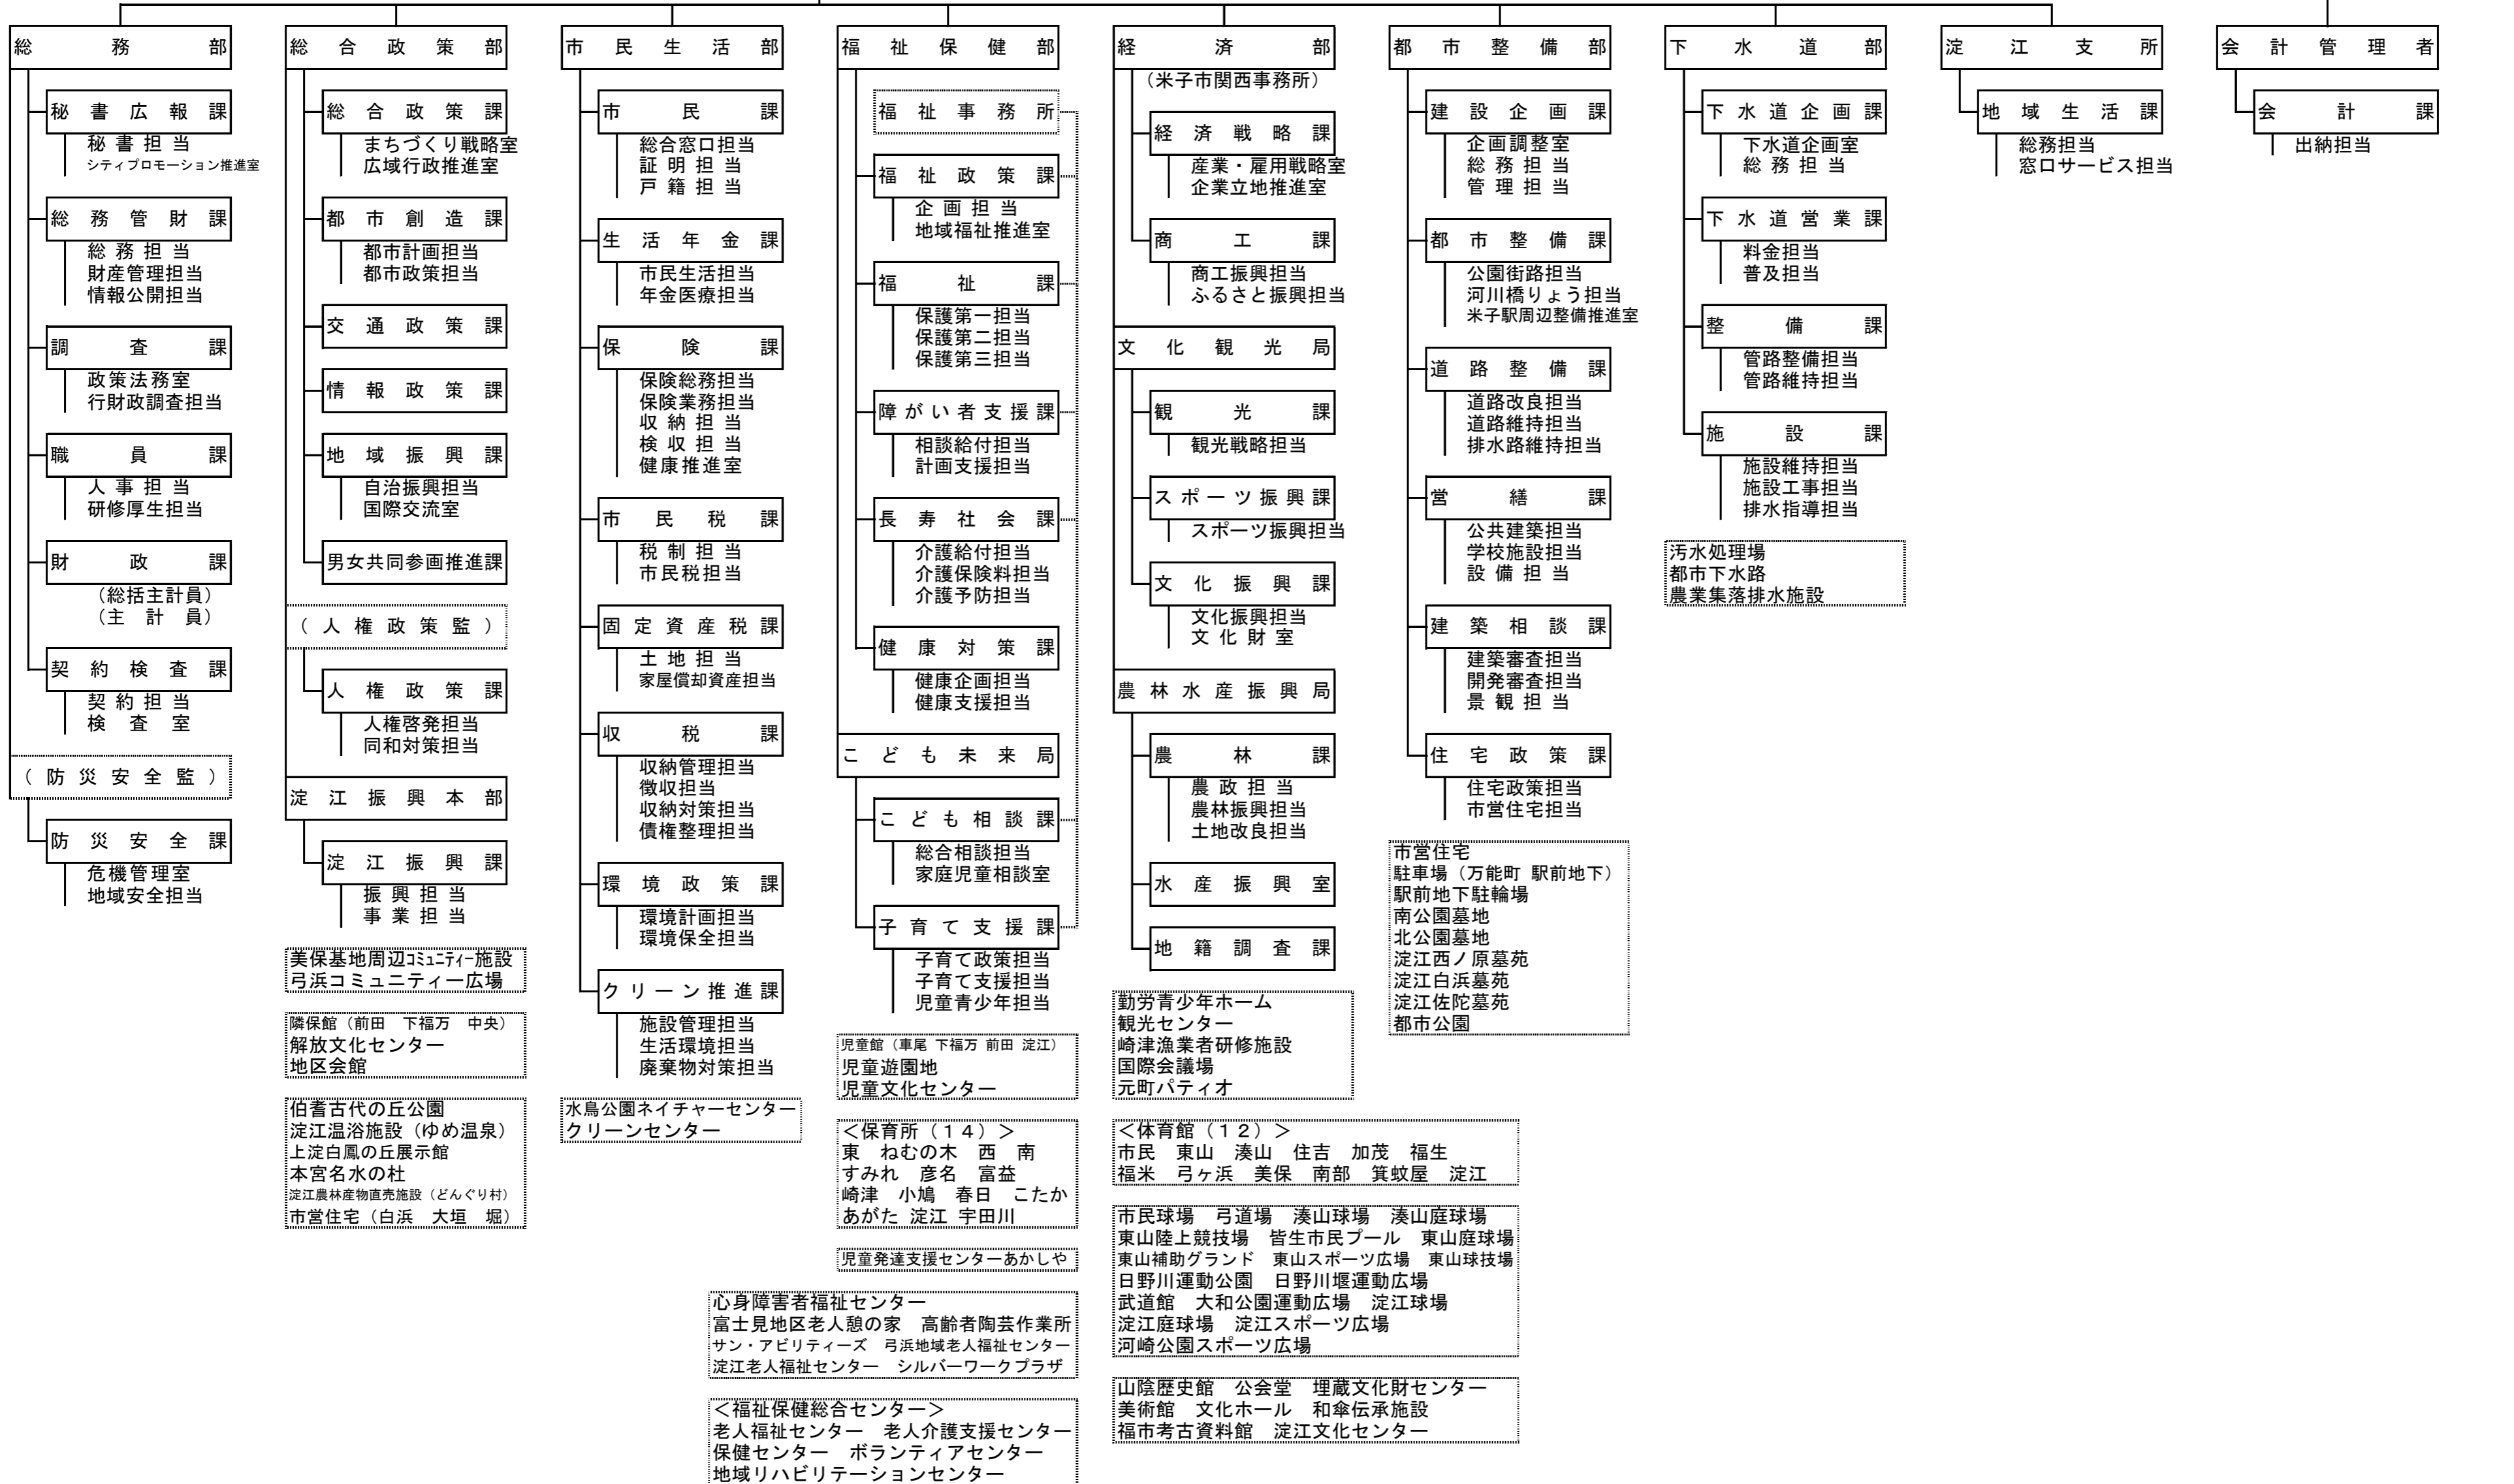 総務部
秘書広報課
秘書担当
シティプロモーション推進室
総務管財課
総務担当
財産管理担当
情報公開担当
調査課
政策法務室
行財政調査担当
職員課
人事担当
研修厚生担当
財政課
（総括主計員）
（主計員）
契約検査課
契約担当
検査室
（防災安全監）
防災安全課
危機管理室
地域安全担当
総合政策部
総合政策課
まちづくり戦略室
広域行政推進室
都市創造課
都市計画担当
都市政策担当
交通政策課
情報政策課
地域振興課
自治振興担当
国際交流室
男女共同参画推進課
（人権政策監）
人権政策課
人権啓発担当
同和対策担当
淀江振興本部
淀江振興課
振興担当
事業担当
美保基地周辺ｺﾐｭﾆﾃｨｰ施設
弓浜コミュニティー広場
隣保館（前田　下福万　中央）
解放文化センター
地区会館
伯耆古代の丘公園
淀江温浴施設（ゆめ温泉）
上淀白鳳の丘展示館
本宮名水の杜
淀江農林産物直売施設（どんぐり村）
市営住宅（白浜　大垣　堀）
市民生活部
市民課
総合窓口担当
証明担当
戸籍担当
生活年金課
市民生活担当
年金医療担当
保険課
保険総務担当
保険業務担当
収納担当
検収担当
健康推進室
市民税課
税制担当
市民税担当
固定資産税課
土地担当
家屋償却資産担当
収税課
収納管理担当
徴収担当
収納対策担当
債権整理担当
環境政策課
環境計画担当
環境保全担当
クリーン推進課
施設管理担当
生活環境担当
廃棄物対策担当
水鳥公園ネイチャーセンター
クリーンセンター
福祉保健部
福祉事務所
福祉政策課
企画担当
地域福祉推進室
福祉課
保護第一担当
保護第二担当
保護第三担当
障がい者支援課
相談給付担当
計画支援担当
長寿社会課
介護給付担当
介護保険料担当
介護予防担当
健康対策課
健康企画担当
健康支援担当
こども未来局
こども相談課
総合相談担当
家庭児童相談室
子育て支援課
子育て政策担当
子育て支援担当
児童青少年担当
児童館（車尾 下福万 前田 淀江）
児童遊園地
児童文化センター
＜保育所（１４）＞
東　ねむの木　西　南
すみれ　彦名　富益
崎津　小鳩　春日　こたか
あがた 淀江 宇田川
児童発達支援センターあかしや
心身障害者福祉センター
富士見地区老人憩の家　高齢者陶芸作業所
サン・アビリティーズ　弓浜地域老人福祉センター
淀江老人福祉センター　シルバーワークプラザ
＜福祉保健総合センター＞
老人福祉センター　老人介護支援センター
保健センター　ボランティアセンター
地域リハビリテーションセンター
経済部
（米子市関西事務所）
経済戦略課
産業・雇用戦略室
企業立地推進室
商工課
商工振興担当
ふるさと振興担当
文化観光局
観光課
観光戦略担当
スポーツ振興課
スポーツ振興担当
文化振興課
文化振興担当
文化財室
農林水産振興局
農林課
農政担当
農林振興担当
土地改良担当
水産振興室
地籍調査課
勤労青少年ホーム
観光センター
崎津漁業者研修施設
国際会議場
元町パティオ
＜体育館（１２）＞
市民　東山　湊山　住吉　加茂　福生
福米　弓ヶ浜　美保　南部　箕蚊屋　淀江
市民球場　弓道場　湊山球場　湊山庭球場
東山陸上競技場　皆生市民プール　東山庭球場
東山補助グランド　東山スポーツ広場　東山球技場
日野川運動公園　日野川堰運動広場
武道館　大和公園運動広場　淀江球場
淀江庭球場　淀江スポーツ広場
河崎公園スポーツ広場
山陰歴史館　公会堂　埋蔵文化財センター
美術館　文化ホール　和傘伝承施設
福市考古資料館　淀江文化センター
都市整備部
建設企画課
企画調整室
総務担当
管理担当
都市整備課
公園街路担当
河川橋りょう担当
米子駅周辺整備推進室
道路整備課
道路改良担当
道路維持担当
排水路維持担当
営繕課
公共建築担当
学校施設担当
設備担当
建築相談課
建築審査担当
開発審査担当
景観担当
住宅政策課
住宅政策担当
市営住宅担当
市営住宅
駐車場（万能町 駅前地下）
駅前地下駐輪場
南公園墓地
北公園墓地
淀江西ノ原墓苑
淀江白浜墓苑
淀江佐陀墓苑
都市公園
下水道部
下水道企画課
下水道企画室
総務担当
下水道営業課
料金担当
普及担当
整備課
管路整備担当
管路維持担当
施設課
施設維持担当
施設工事担当
排水指導担当
汚水処理場
都市下水路
農業集落排水施設
淀江支所
地域生活課
総務担当
窓口サービス担当
会計管理者
会計課
出納担当